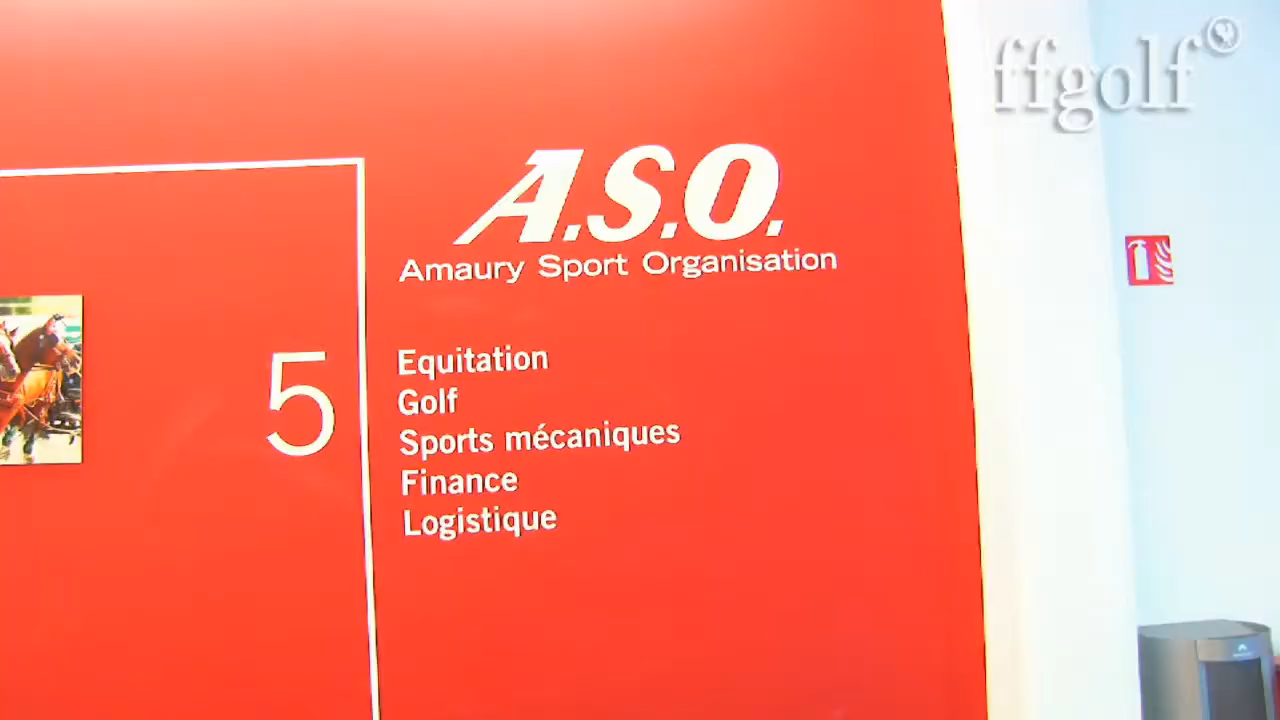 ffgolf
A.S.O.
Amaury Sport Organisation
5
Equitation
Golf
Sports mécaniques
Finance
Logistique